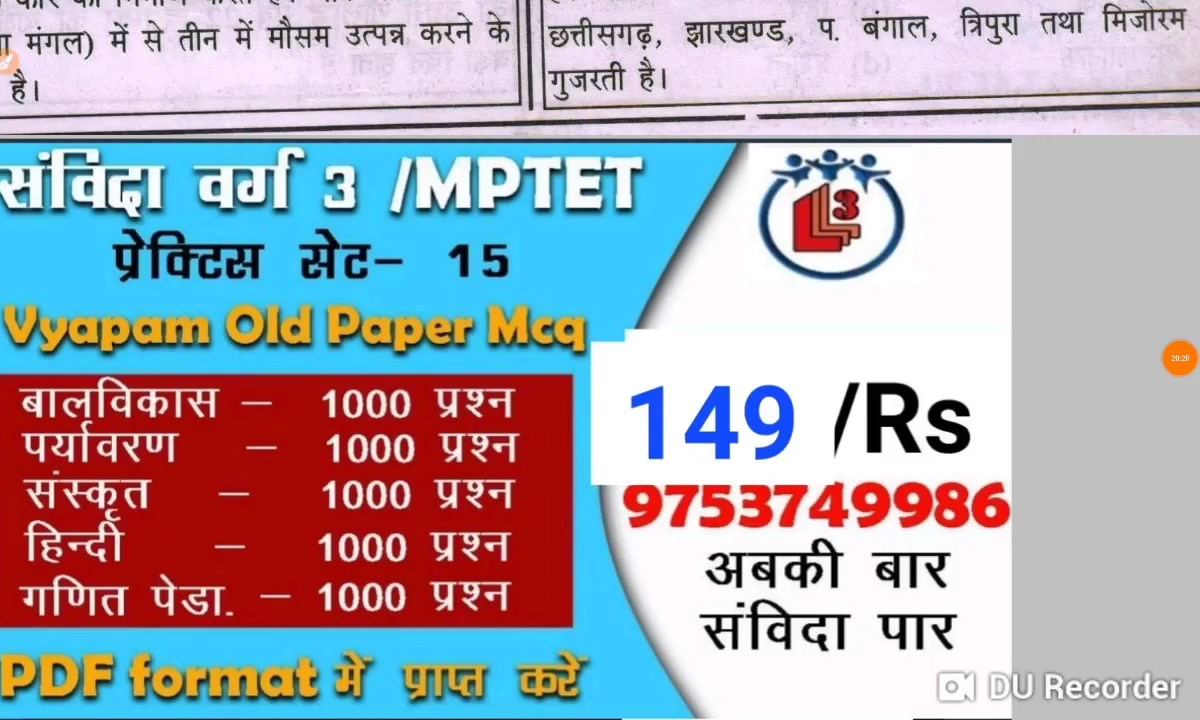 मंगल) में से तीन में मौसम उत्पन्न करने के
है।
छत्तीसगढ़, झारखण्ड, प. बंगाल, त्रिपुरा तथा मिजोरम
गुजरती है।
संविदा वर्ग 3 /MPTET
प्रेक्टिस सेट- 15
Vyapam Old Paper Mcq
बालविकास – 1000 प्रश्न
पर्यावरण – 1000 प्रश्न
संस्कृत – 1000 प्रश्न
हिन्दी – 1000 प्रश्न
गणित पेडा. – 1000 प्रश्न
PDF format में प्राप्त करें
3
149 /Rs
9753749986
अबकी बार
संविदा पार
20:20
DU Recorder